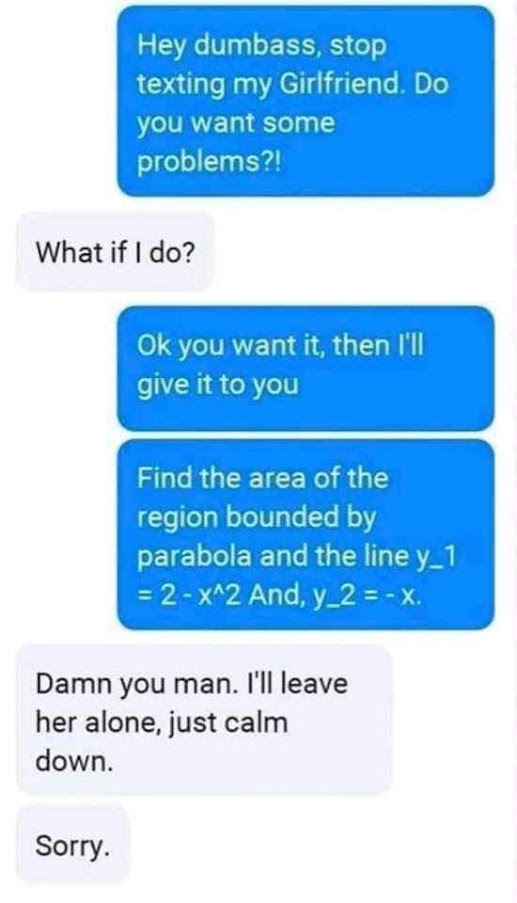 Hey dumbass, stop
texting my Girlfriend. Do
you want some
problems?!
What if I do?
Ok you want it, then I'll
give it to you
Find the area of the
region bounded by
parabola and the line y_1
= 2 - x^2 And, y_2 = - x.
Damn you man. I'll leave
her alone, just calm
down.
Sorry.